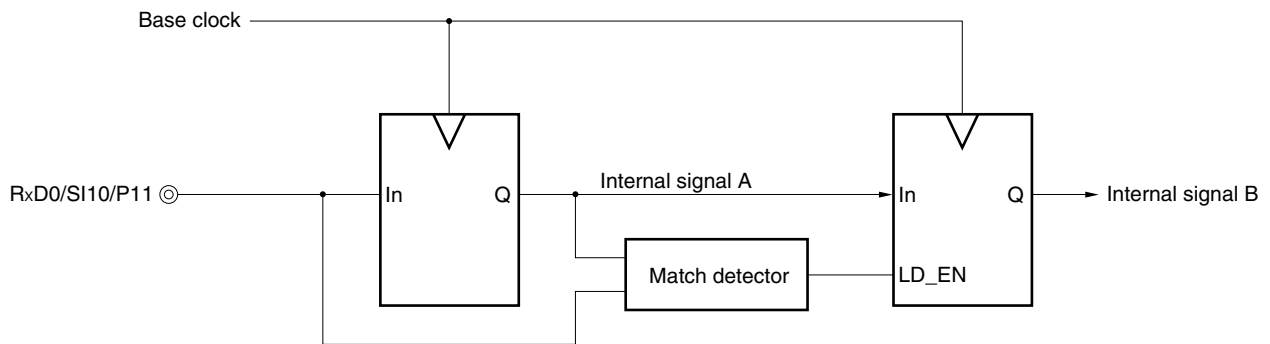 Base clock
RxD0/SI10/P11
In
Q
Internal signal A
In
Q
Internal signal B
Match detector
LD_EN